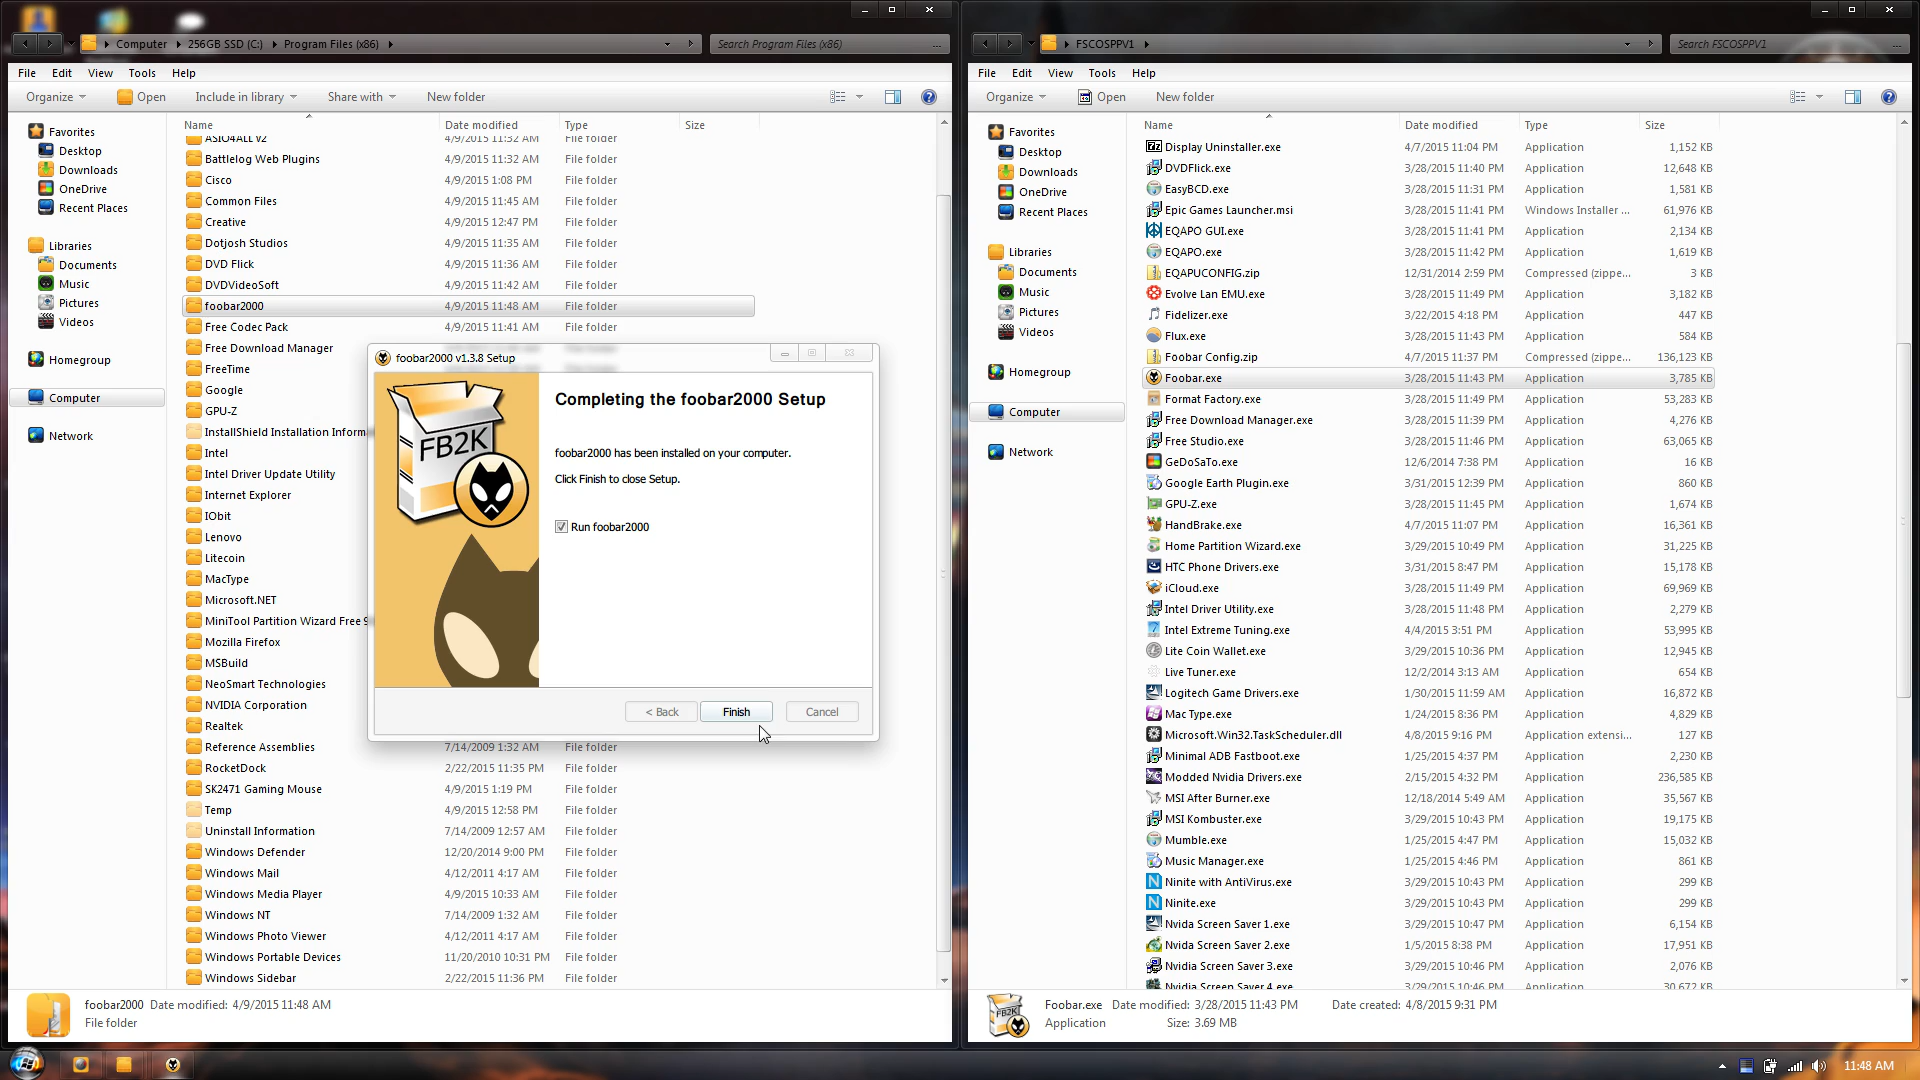 Computer ▸ 256GB SSD (C:) ▸ Program Files (x86) ▸
Search Program Files (x86)
File Edit View Tools Help
Organize Open Include in library Share with New folder
Favorites
Desktop
Downloads
OneDrive
Recent Places
Libraries
Documents
Music
Pictures
Videos
Homegroup
Computer
Network
Name Date modified Type Size
ASIO4ALL v2 4/9/2015 11:32 AM File folder
Battlelog Web Plugins 4/9/2015 11:32 AM File folder
Cisco 4/9/2015 1:08 PM File folder
Common Files 4/9/2015 11:45 AM File folder
Creative 4/9/2015 12:47 PM File folder
Dotjosh Studios 4/9/2015 11:35 AM File folder
DVD Flick 4/9/2015 11:36 AM File folder
DVDVideoSoft 4/9/2015 11:42 AM File folder
foobar2000 4/9/2015 11:48 AM File folder
Free Codec Pack 4/9/2015 11:41 AM File folder
Free Download Manager
FreeTime
Google
GPU-Z
InstallShield Installation Inform
Intel
Intel Driver Update Utility
Internet Explorer
IObit
Lenovo
Litecoin
MacType
Microsoft.NET
MiniTool Partition Wizard Free 9
Mozilla Firefox
MSBuild
NeoSmart Technologies
NVIDIA Corporation
Realtek
Reference Assemblies 7/14/2009 1:32 AM File folder
RocketDock 2/22/2015 11:35 PM File folder
SK2471 Gaming Mouse 4/9/2015 1:19 PM File folder
Temp 4/9/2015 12:58 PM File folder
Uninstall Information 7/14/2009 12:57 AM File folder
Windows Defender 12/20/2014 9:00 PM File folder
Windows Mail 4/12/2011 4:17 AM File folder
Windows Media Player 4/9/2015 10:33 AM File folder
Windows NT 7/14/2009 1:32 AM File folder
Windows Photo Viewer 4/12/2011 4:17 AM File folder
Windows Portable Devices 11/20/2010 10:31 PM File folder
Windows Sidebar 2/22/2015 11:36 PM File folder
foobar2000 Date modified: 4/9/2015 11:48 AM
File folder
foobar2000 v1.3.8 Setup
FB2K
Completing the foobar2000 Setup
foobar2000 has been installed on your computer.
Click Finish to close Setup.
Run foobar2000
< Back Finish Cancel
FSCOSPPV1 ▸
Search FSCOSPPV1
File Edit View Tools Help
Organize Open New folder
Favorites
Desktop
Downloads
OneDrive
Recent Places
Libraries
Documents
Music
Pictures
Videos
Homegroup
Computer
Network
Name Date modified Type Size
Display Uninstaller.exe 4/7/2015 11:04 PM Application 1,152 KB
DVDFlick.exe 3/28/2015 11:40 PM Application 12,648 KB
EasyBCD.exe 3/28/2015 11:31 PM Application 1,581 KB
Epic Games Launcher.msi 3/28/2015 11:41 PM Windows Installer ... 61,976 KB
EQAPO GUI.exe 3/28/2015 11:41 PM Application 2,134 KB
EQAPO.exe 3/28/2015 11:42 PM Application 1,619 KB
EQAPUCONFIG.zip 12/31/2014 2:59 PM Compressed (zippe... 3 KB
Evolve Lan EMU.exe 3/28/2015 11:49 PM Application 3,182 KB
Fidelizer.exe 3/22/2015 4:18 PM Application 447 KB
Flux.exe 3/28/2015 11:42 PM Application 584 KB
Foobar Config.zip 4/7/2015 11:37 PM Compressed (zippe... 136,123 KB
Foobar.exe 3/28/2015 11:43 PM Application 3,785 KB
Format Factory.exe 3/28/2015 11:49 PM Application 53,283 KB
Free Download Manager.exe 3/28/2015 11:39 PM Application 4,276 KB
Free Studio.exe 3/28/2015 11:46 PM Application 63,065 KB
GeDoSaTo.exe 12/6/2014 7:38 PM Application 16 KB
Google Earth Plugin.exe 3/31/2015 12:39 PM Application 860 KB
GPU-Z.exe 3/28/2015 11:43 PM Application 1,674 KB
HandBrake.exe 4/7/2015 11:07 PM Application 16,361 KB
Home Partition Wizard.exe 3/29/2015 10:49 PM Application 31,225 KB
HTC Phone Drivers.exe 3/31/2015 8:47 PM Application 15,178 KB
iCloud.exe 3/28/2015 11:49 PM Application 69,969 KB
Intel Driver Utility.exe 3/28/2015 11:48 PM Application 2,279 KB
Intel Extreme Tuning.exe 4/4/2015 3:51 PM Application 53,995 KB
Lite Coin Wallet.exe 3/29/2015 10:36 PM Application 12,945 KB
Live Tuner.exe 12/2/2014 3:13 AM Application 654 KB
Logitech Game Drivers.exe 1/30/2015 11:59 AM Application 16,872 KB
Mac Type.exe 1/24/2015 8:36 PM Application 4,829 KB
Microsoft.Win32.TaskScheduler.dll 4/8/2015 9:16 PM Application extensi... 127 KB
Minimal ADB Fastboot.exe 1/25/2015 4:37 PM Application 2,230 KB
Modded Nvidia Drivers.exe 2/15/2015 4:32 PM Application 236,585 KB
MSI After Burner.exe 12/18/2014 5:49 AM Application 35,567 KB
MSI Kombuster.exe 3/29/2015 10:43 PM Application 19,175 KB
Mumble.exe 1/25/2015 4:47 PM Application 15,032 KB
Music Manager.exe 1/25/2015 4:46 PM Application 861 KB
Ninite with AntiVirus.exe 3/29/2015 10:43 PM Application 299 KB
Ninite.exe 3/29/2015 10:43 PM Application 299 KB
Nvida Screen Saver 1.exe 3/29/2015 10:47 PM Application 6,154 KB
Nvida Screen Saver 2.exe 1/5/2015 8:38 PM Application 17,951 KB
Nvidia Screen Saver 3.exe 3/29/2015 10:46 PM Application 2,076 KB
Nvidia Screen Saver 4.exe 3/29/2015 10:46 PM Application 30,672 KB
Foobar.exe Date modified: 3/28/2015 11:43 PM Date created: 4/8/2015 9:31 PM
Application Size: 3.69 MB
11:48 AM